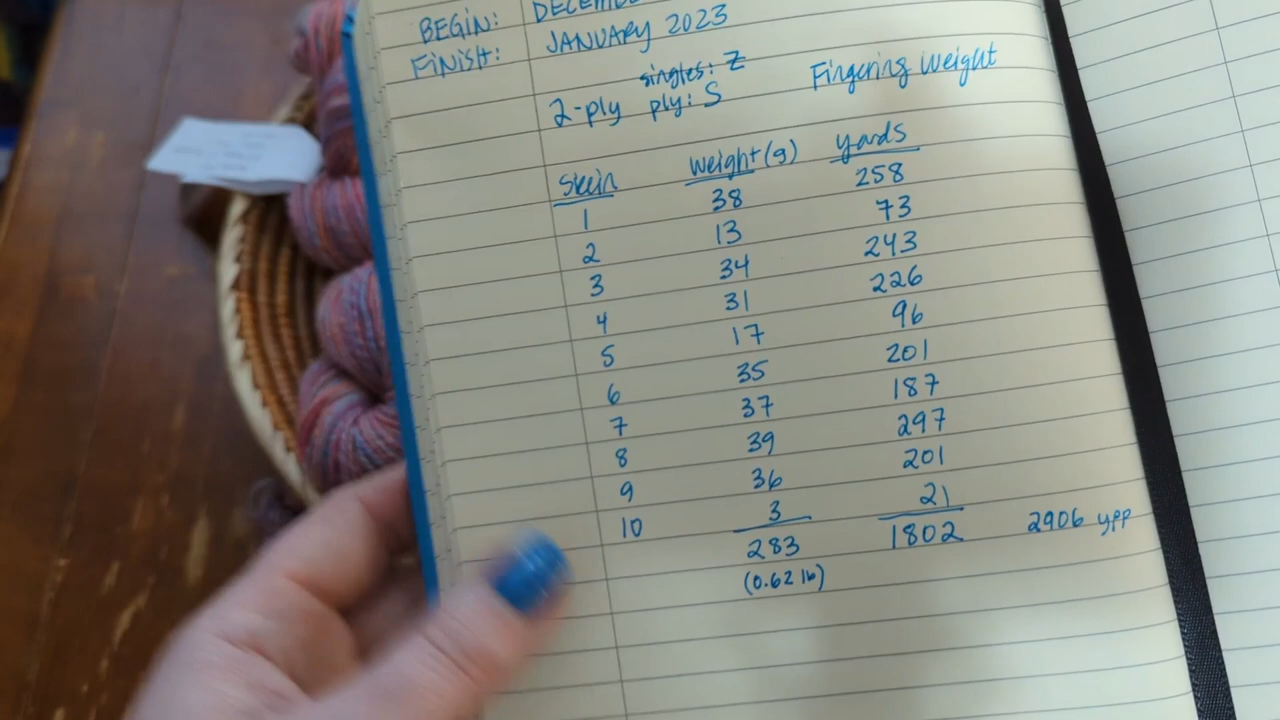 BEGIN:
FINISH: JANUARY 2023
2-ply singles: Z Fingering Weight
ply: S
Skein Weight (g) yards
1 38 258
2 13 73
3 34 243
4 31 226
5 17 96
6 35 201
7 37 187
8 39 297
9 36 201
10 3 21
283 1802 2906 ypp
(0.62 lb)